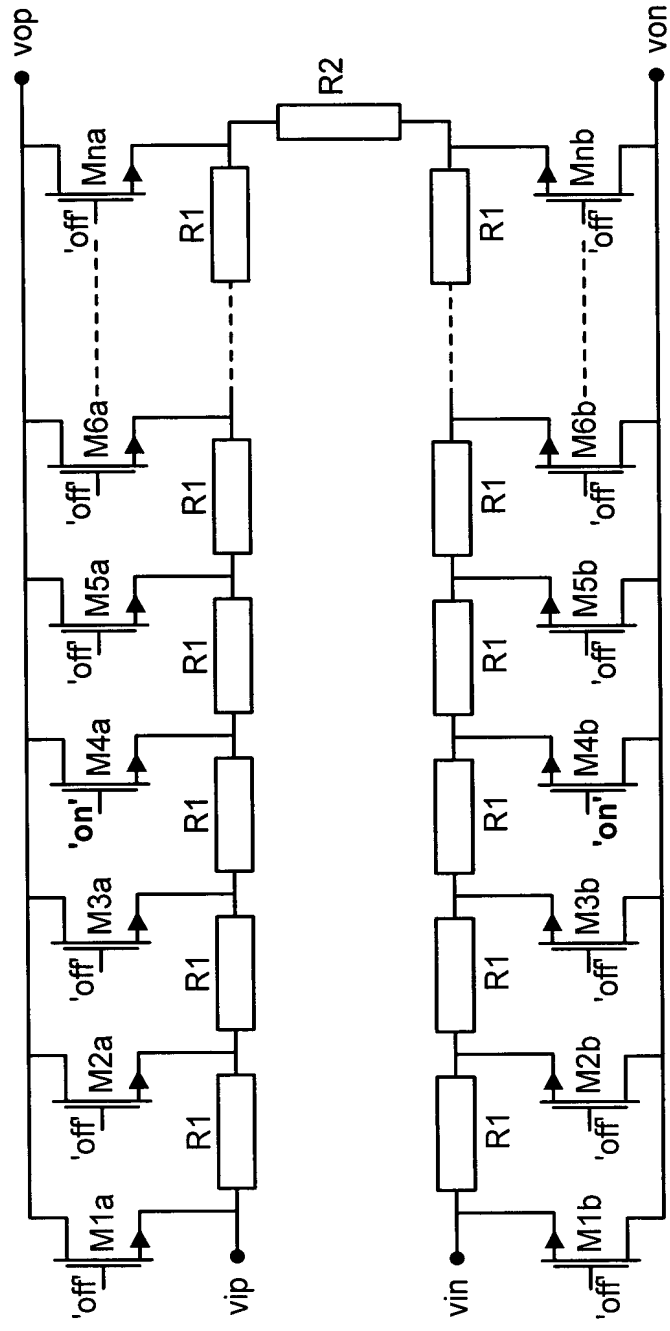 vop
M1a M2a M3a M4a M5a M6a Mna
'off' 'off' 'off' 'on' 'off' 'off' 'off'
R1 R1 R1 R1 R1 R1
vip
R2
vin
R1 R1 R1 R1 R1 R1
M1b M2b M3b M4b M5b M6b Mnb
'off' 'off' 'off' 'on' 'off' 'off' 'off'
von